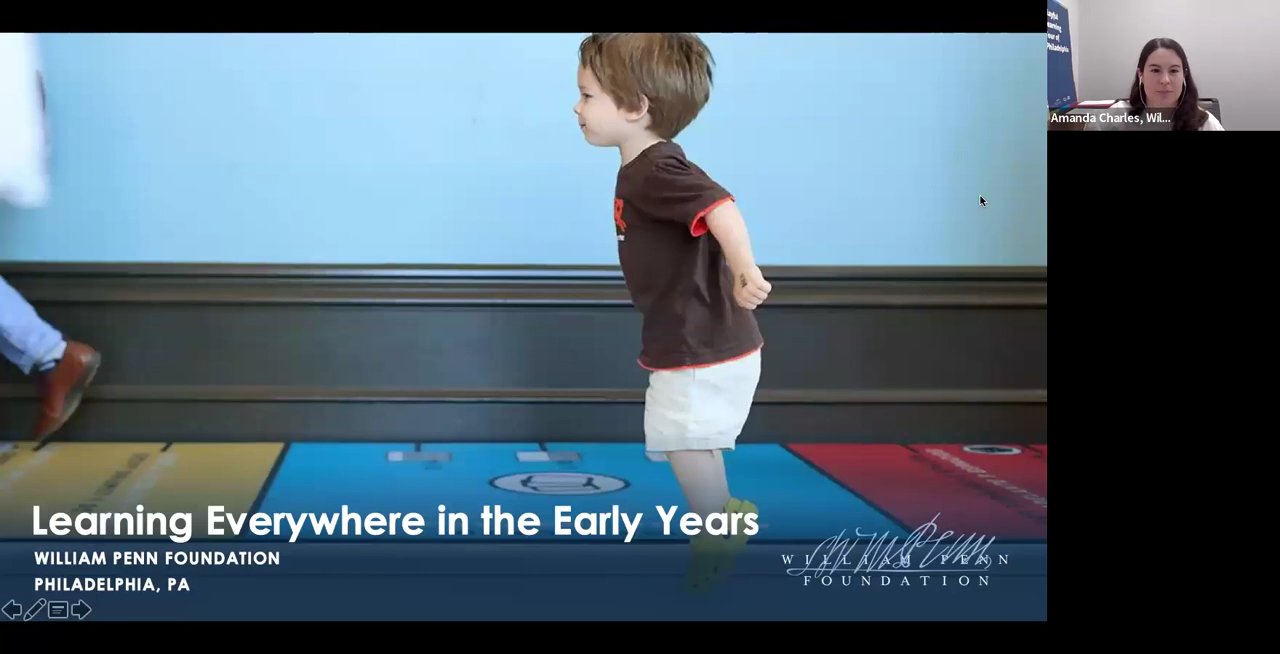 Learning Everywhere in the Early Years
WILLIAM PENN FOUNDATION
PHILADELPHIA, PA
WILLIAM PENN
FOUNDATION
Amanda Charles, Wil...